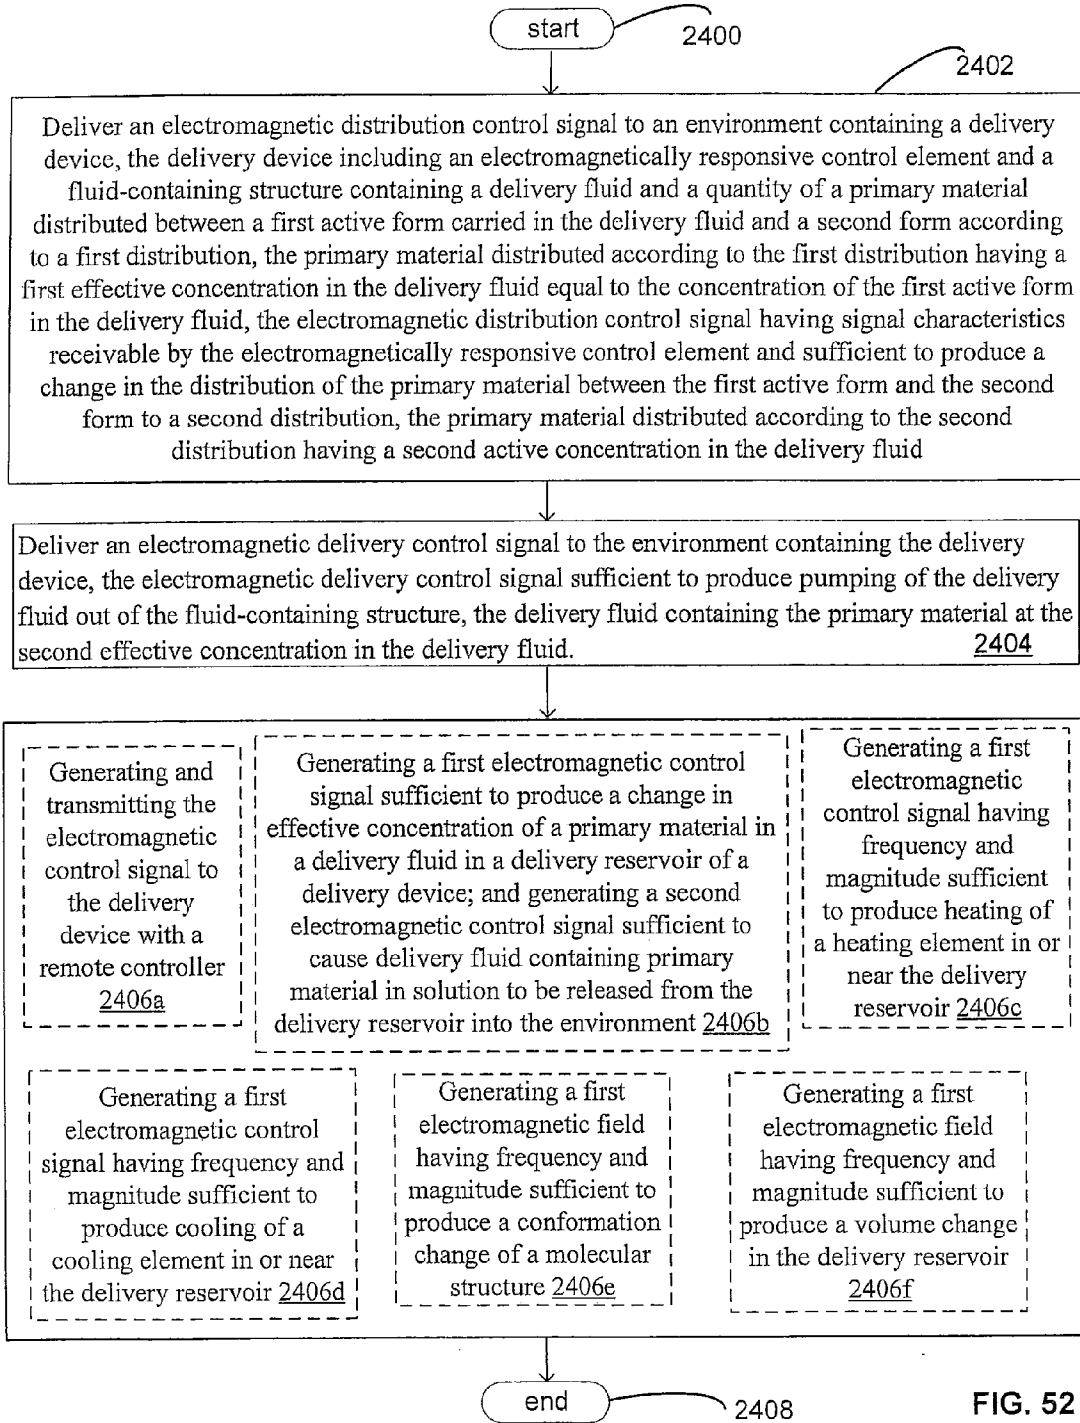 start
2400
2402
Deliver an electromagnetic distribution control signal to an environment containing a delivery
device, the delivery device including an electromagnetically responsive control element and a
fluid-containing structure containing a delivery fluid and a quantity of a primary material
distributed between a first active form carried in the delivery fluid and a second form according
to a first distribution, the primary material distributed according to the first distribution having a
first effective concentration in the delivery fluid equal to the concentration of the first active form
in the delivery fluid, the electromagnetic distribution control signal having signal characteristics
receivable by the electromagnetically responsive control element and sufficient to produce a
change in the distribution of the primary material between the first active form and the second
form to a second distribution, the primary material distributed according to the second
distribution having a second active concentration in the delivery fluid
Deliver an electromagnetic delivery control signal to the environment containing the delivery
device, the electromagnetic delivery control signal sufficient to produce pumping of the delivery
fluid out of the fluid-containing structure, the delivery fluid containing the primary material at the
second effective concentration in the delivery fluid. 2404
Generating and
transmitting the
electromagnetic
control signal to
the delivery
device with a
remote controller
2406a
Generating a first electromagnetic control
signal sufficient to produce a change in
effective concentration of a primary material in
a delivery fluid in a delivery reservoir of a
delivery device; and generating a second
electromagnetic control signal sufficient to
cause delivery fluid containing primary
material in solution to be released from the
delivery reservoir into the environment 2406b
Generating a first
electromagnetic
control signal having
frequency and
magnitude sufficient
to produce heating of
a heating element in or
near the delivery
reservoir 2406c
Generating a first
electromagnetic control
signal having frequency and
magnitude sufficient to
produce cooling of a
cooling element in or near
the delivery reservoir 2406d
Generating a first
electromagnetic field
having frequency and
magnitude sufficient to
produce a conformation
change of a molecular
structure 2406e
Generating a first
electromagnetic field
having frequency and
magnitude sufficient to
produce a volume change
in the delivery reservoir
2406f
end
2408
FIG. 52